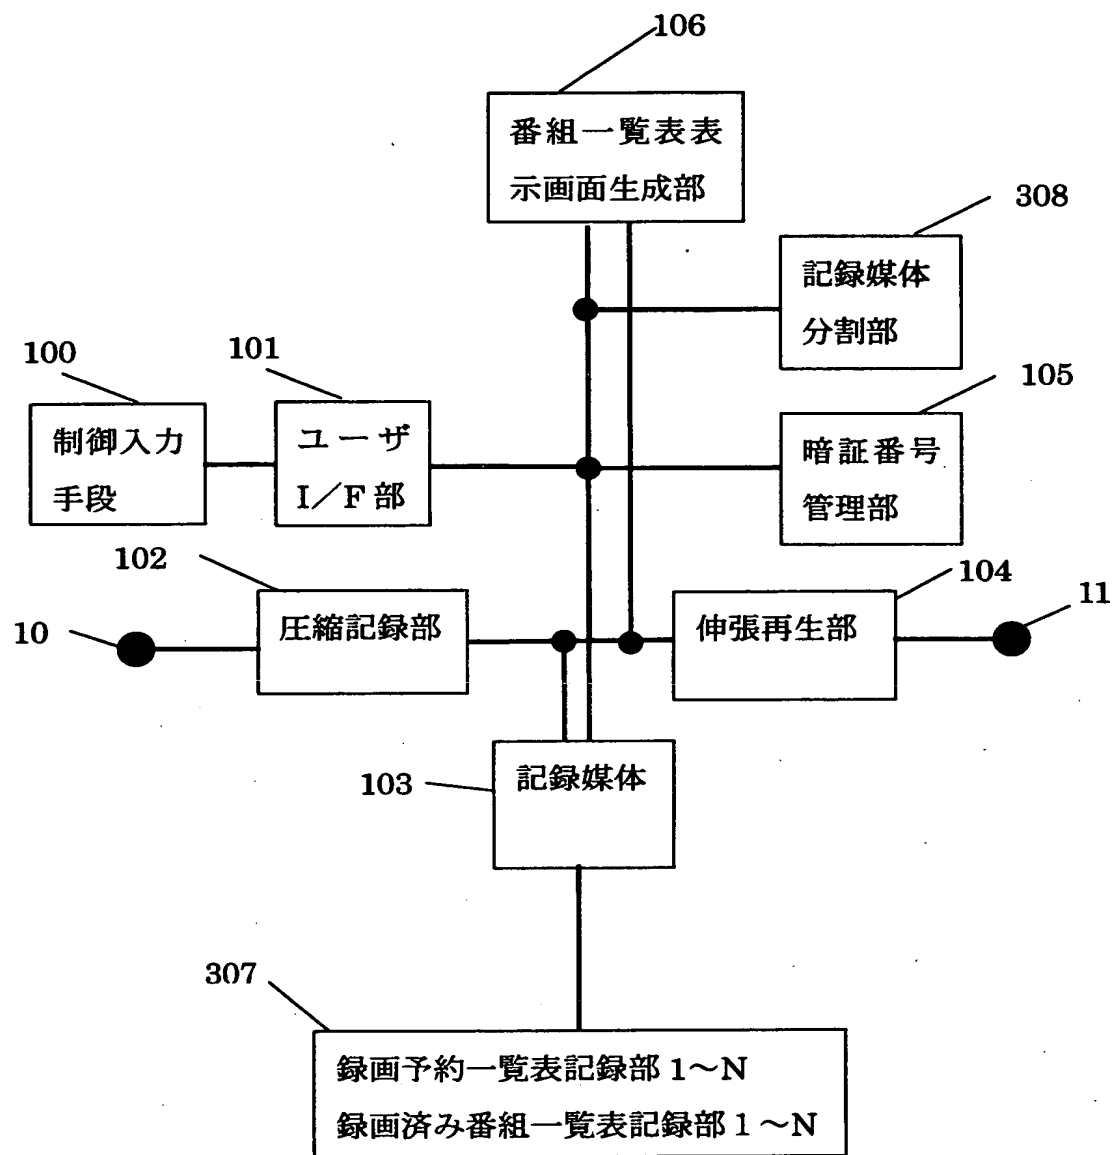 106
番組一覧表表
示画面生成部
308
記録媒体
分割部
101
100
105
制御入力
手段
ユーザ
I/F部
暗証番号
管理部
102
104
11
10
圧縮記録部
伸張再生部
記録媒体
103
307
録画予約一覧表記録部1~N
録画済み番組一覧表記録部1~N